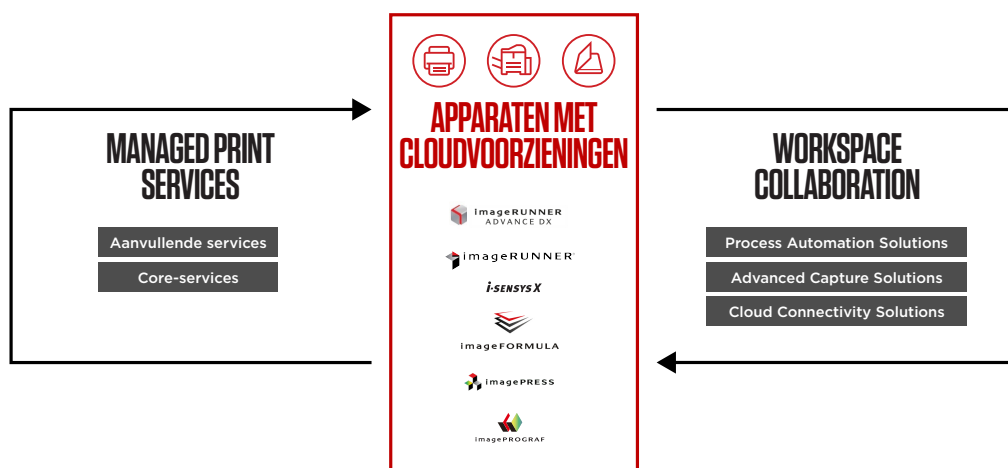 MANAGED PRINT
SERVICES
Aanvullende services
Core-services
APPARATEN MET
CLOUDVOORZIENINGEN
imageRUNNER
ADVANCE DX
imageRUNNER
i-SENSYS X
imageFORMULA
imagePRESS
imagePROGRAF
WORKSPACE
COLLABORATION
Process Automation Solutions
Advanced Capture Solutions
Cloud Connectivity Solutions